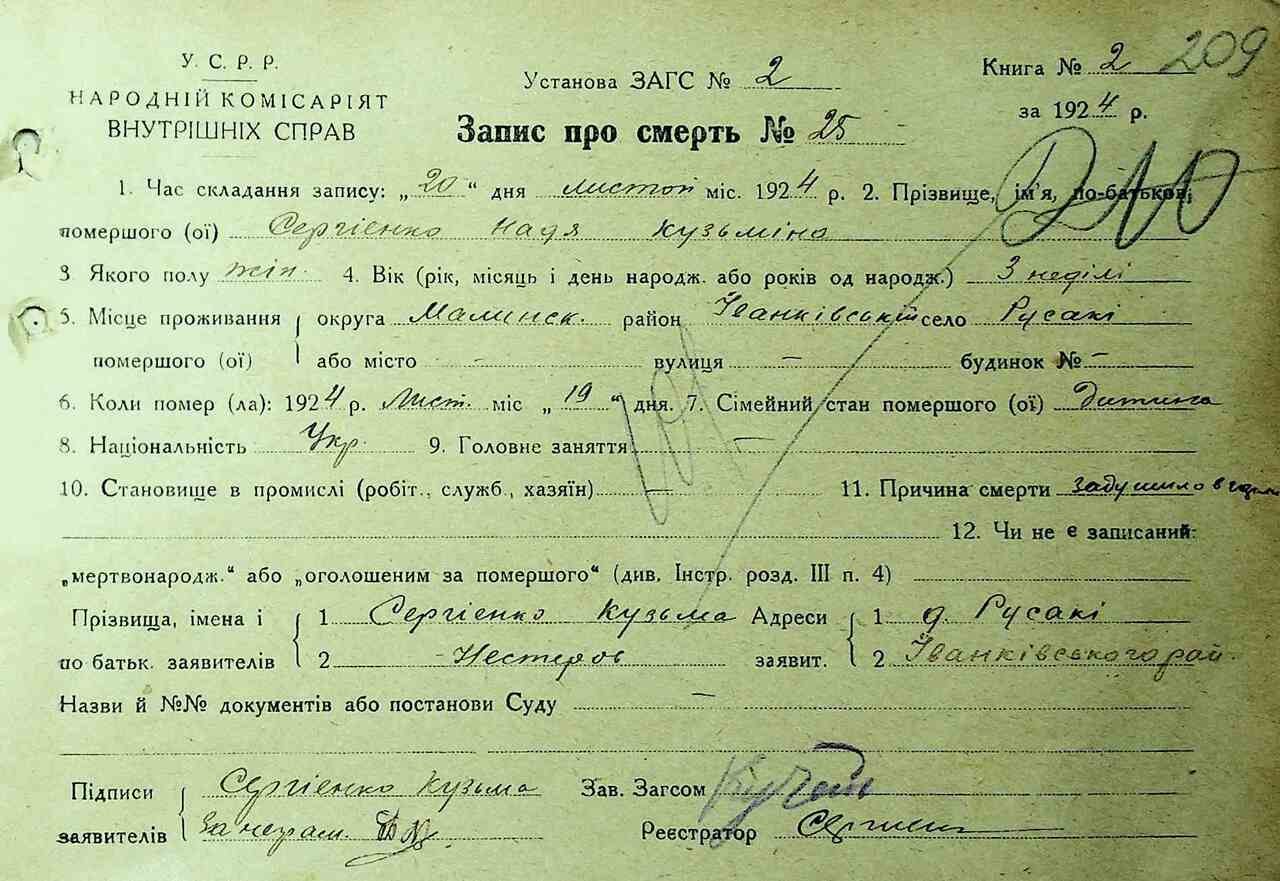 У. С. Р. Р.
НАРОДНІЙ КОМІСАРІЯТ
ВНУТРІШНІХ СПРАВ
Установа ЗАГС № 2
Книга № 2 209
за 1924 р.
Запис про смерть № 25
1. Час складання запису: „20“ дня листоп міс. 1924 р. 2. Прізвище, ім'я, по-батькові,
помершого (ої) Сергієнко Надя Кузьміна
3 Якого полу жін. 4. Вік (рік, місяць і день народж. або років од народж.) 3 неділі
5. Місце проживання округа Малинск. район Іванківськ село Русакі
помершого (ої) або місто - вулиця - будинок № -
6. Коли помер (ла): 1924 р. Лист. міс „19“ дня. 7. Сімейний стан помершого (ої) Дитина
8. Національність Укр. 9. Головне заняття -
10. Становище в промислі (робіт., служб., хазяїн) - 11. Причина смерти задушило в
12. Чи не є записаний:
„мертвонародж.“ або „оголошеним за помершого“ (див. Інстр. розд. III п. 4)
Прізвища, імена і 1 Сергієнко Кузьма Адреси 1 д. Русакі
по батьк. заявителів 2 Нестеров заявит. 2 Іванківського рай.
Назви й №№ документів або постанови Суду -
Підписи Сергієнко Кузьма Зав. Загсом
заявителів за неграм. Реєстратор